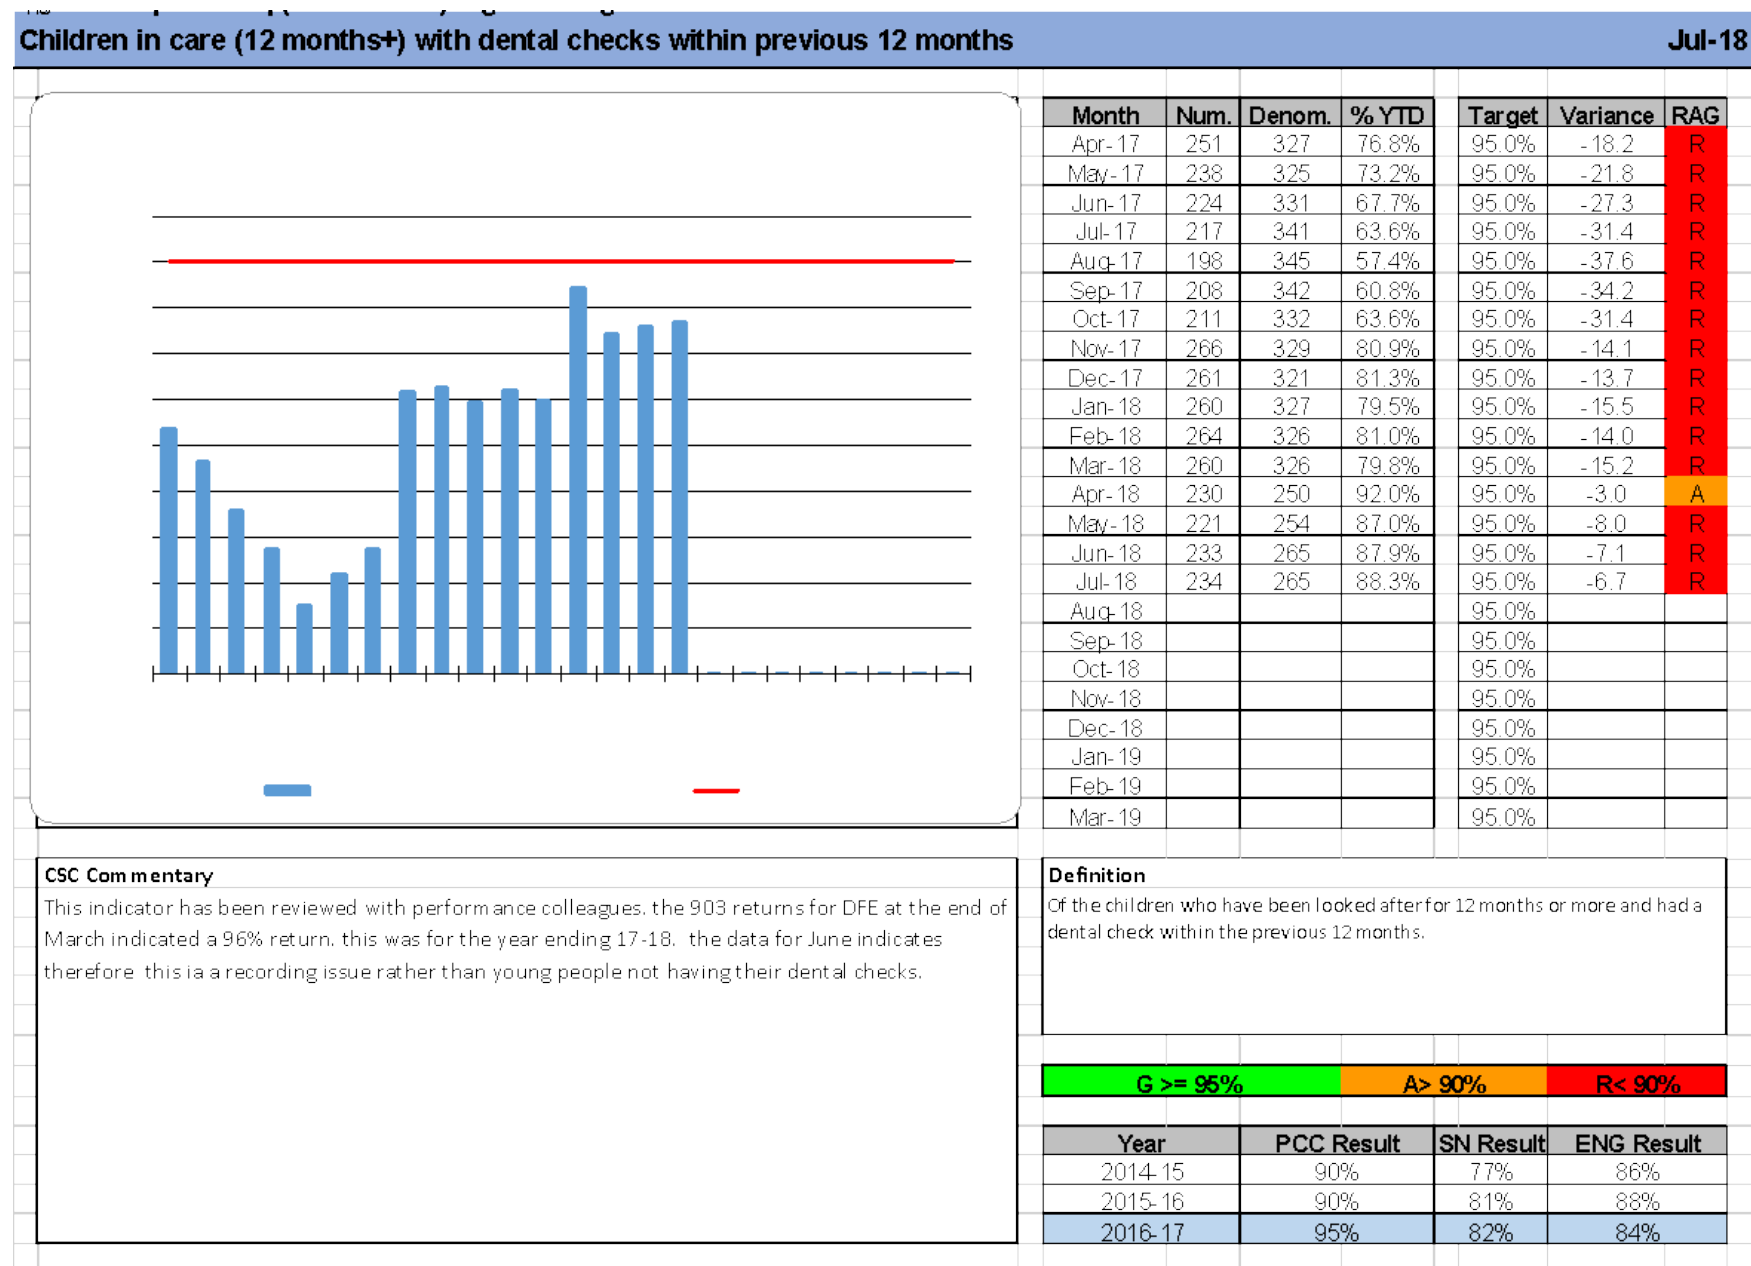 Children in care (12 months+) with dental checks within previous 12 months Jul-18
Month Num. Denom. % YTD Target Variance RAG
Apr-17 251 327 76.8% 95.0% -18.2 R
May-17 238 325 73.2% 95.0% -21.8 R
Jun-17 224 331 67.7% 95.0% -27.3 R
Jul-17 217 341 63.6% 95.0% -31.4 R
Aug-17 198 345 57.4% 95.0% -37.6 R
Sep-17 208 342 60.8% 95.0% -34.2 R
Oct-17 211 332 63.6% 95.0% -31.4 R
Nov-17 266 329 80.9% 95.0% -14.1 R
Dec-17 261 321 81.3% 95.0% -13.7 R
Jan-18 260 327 79.5% 95.0% -15.5 R
Feb-18 264 326 81.0% 95.0% -14.0 R
Mar-18 260 326 79.8% 95.0% -15.2 R
Apr-18 230 250 92.0% 95.0% -3.0 A
May-18 221 254 87.0% 95.0% -8.0 R
Jun-18 233 265 87.9% 95.0% -7.1 R
Jul-18 234 265 88.3% 95.0% -6.7 R
Aug-18 95.0%
Sep-18 95.0%
Oct-18 95.0%
Nov-18 95.0%
Dec-18 95.0%
Jan-19 95.0%
Feb-19 95.0%
Mar-19 95.0%
CSC Commentary
This indicator has been reviewed with performance colleagues. the 903 returns for DFE at the end of
March indicated a 96% return. this was for the year ending 17-18. the data for June indicates
therefore this ia a recording issue rather than young people not having their dental checks.
Definition
Of the children who have been looked after for 12 months or more and had a
dental check within the previous 12 months.
G >= 95% A> 90% R< 90%
Year PCC Result SN Result ENG Result
2014-15 90% 77% 86%
2015-16 90% 81% 88%
2016-17 95% 82% 84%